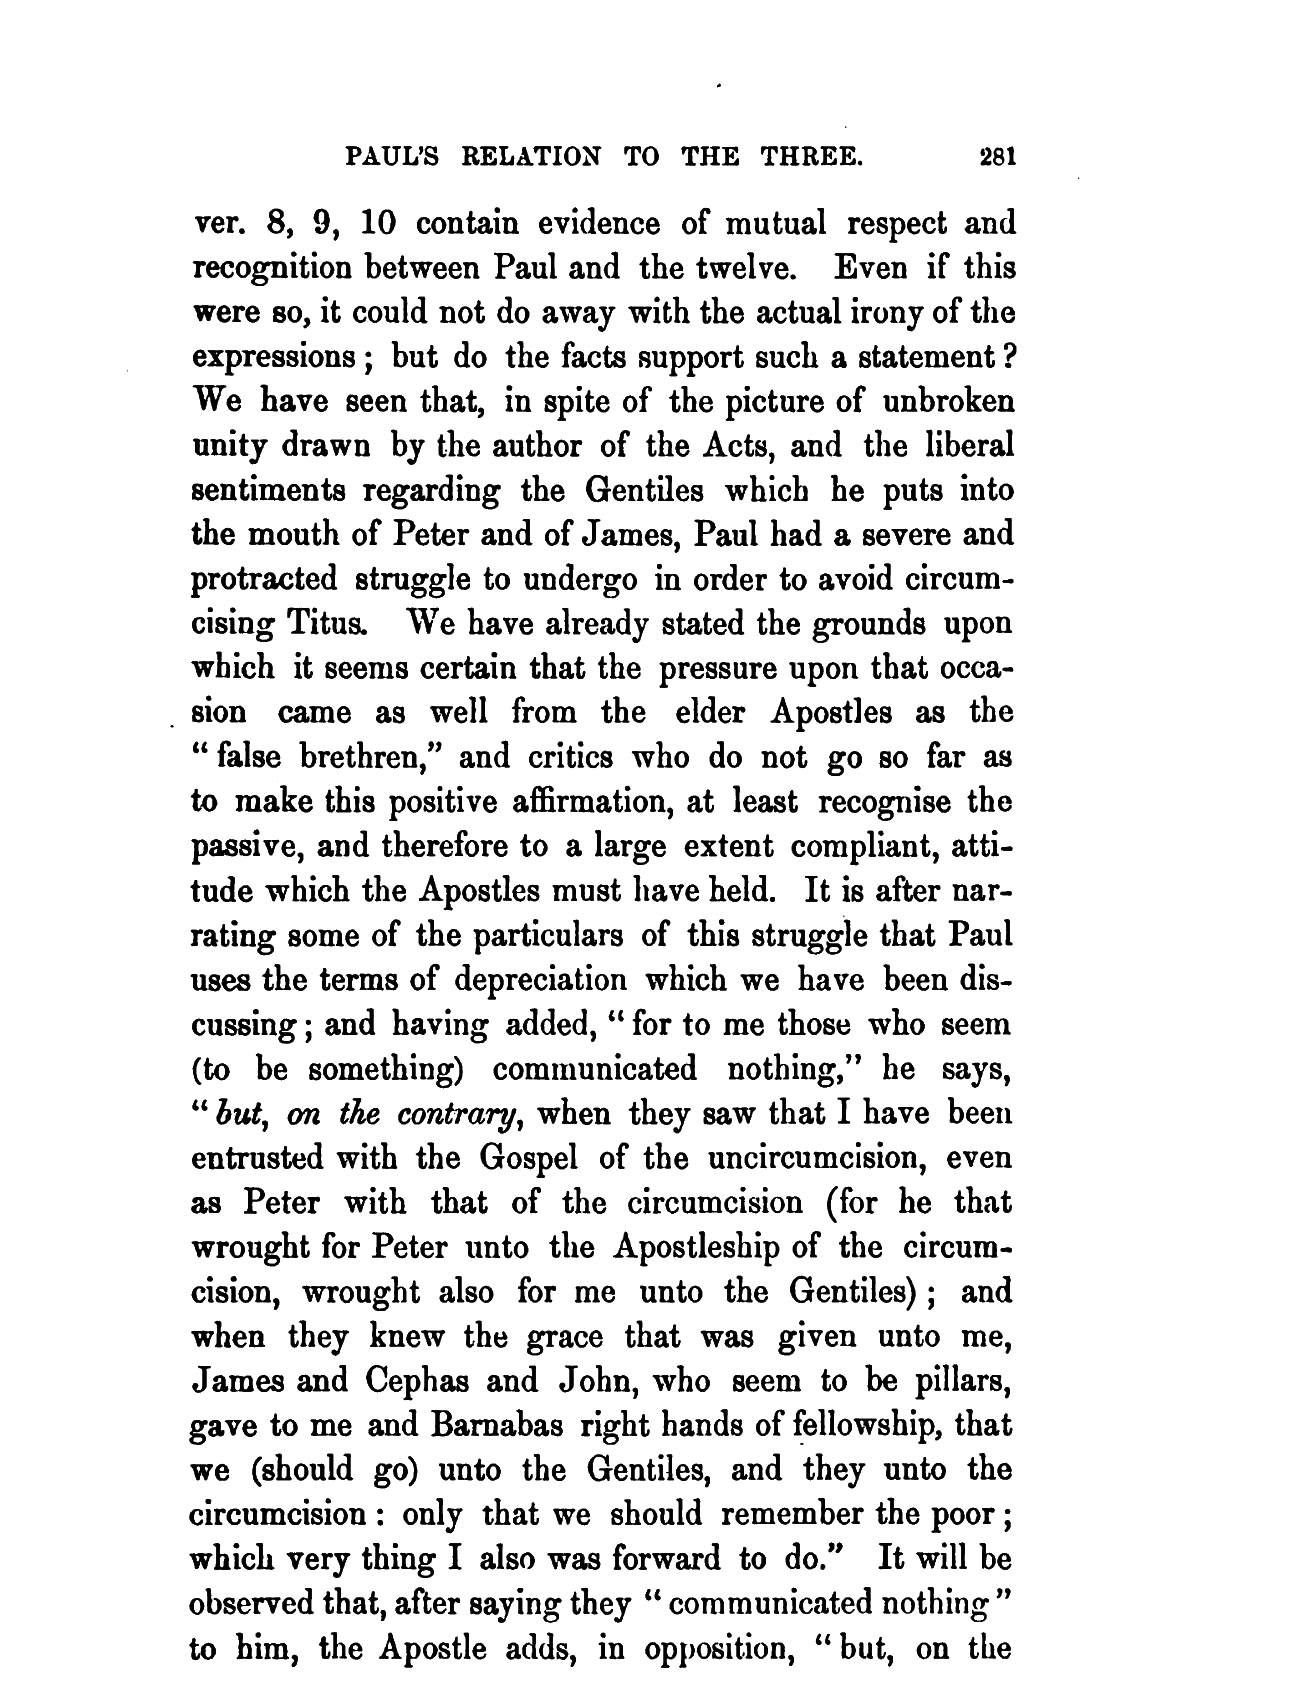 PAUL'S RELATION TO THE THREE. 281
ver. 8, 9, 10 contain evidence of mutual respect and
recognition between Paul and the twelve. Even if this
were so, it could not do away with the actual irony of the
expressions; but do the facts support such a statement?
We have seen that, in spite of the picture of unbroken
unity drawn by the author of the Acts, and the liberal
sentiments regarding the Gentiles which he puts into
the mouth of Peter and of James, Paul had a severe and
protracted struggle to undergo in order to avoid circum-
cising Titus. We have already stated the grounds upon
which it seems certain that the pressure upon that occa-
sion came as well from the elder Apostles as the
"false brethren," and critics who do not go so far as
to make this positive affirmation, at least recognise the
passive, and therefore to a large extent compliant, atti-
tude which the Apostles must have held. It is after nar-
rating some of the particulars of this struggle that Paul
uses the terms of depreciation which we have been dis-
cussing; and having added, "for to me those who seem
(to be something) communicated nothing," he says,
"but, on the contrary, when they saw that I have been
entrusted with the Gospel of the uncircumcision, even
as Peter with that of the circumcision (for he that
wrought for Peter unto the Apostleship of the circum-
cision, wrought also for me unto the Gentiles); and
when they knew the grace that was given unto me,
James and Cephas and John, who seem to be pillars,
gave to me and Barnabas right hands of fellowship, that
we (should go) unto the Gentiles, and they unto the
circumcision: only that we should remember the poor;
which very thing I also was forward to do." It will be
observed that, after saying they "communicated nothing"
to him, the Apostle adds, in opposition, "but, on the